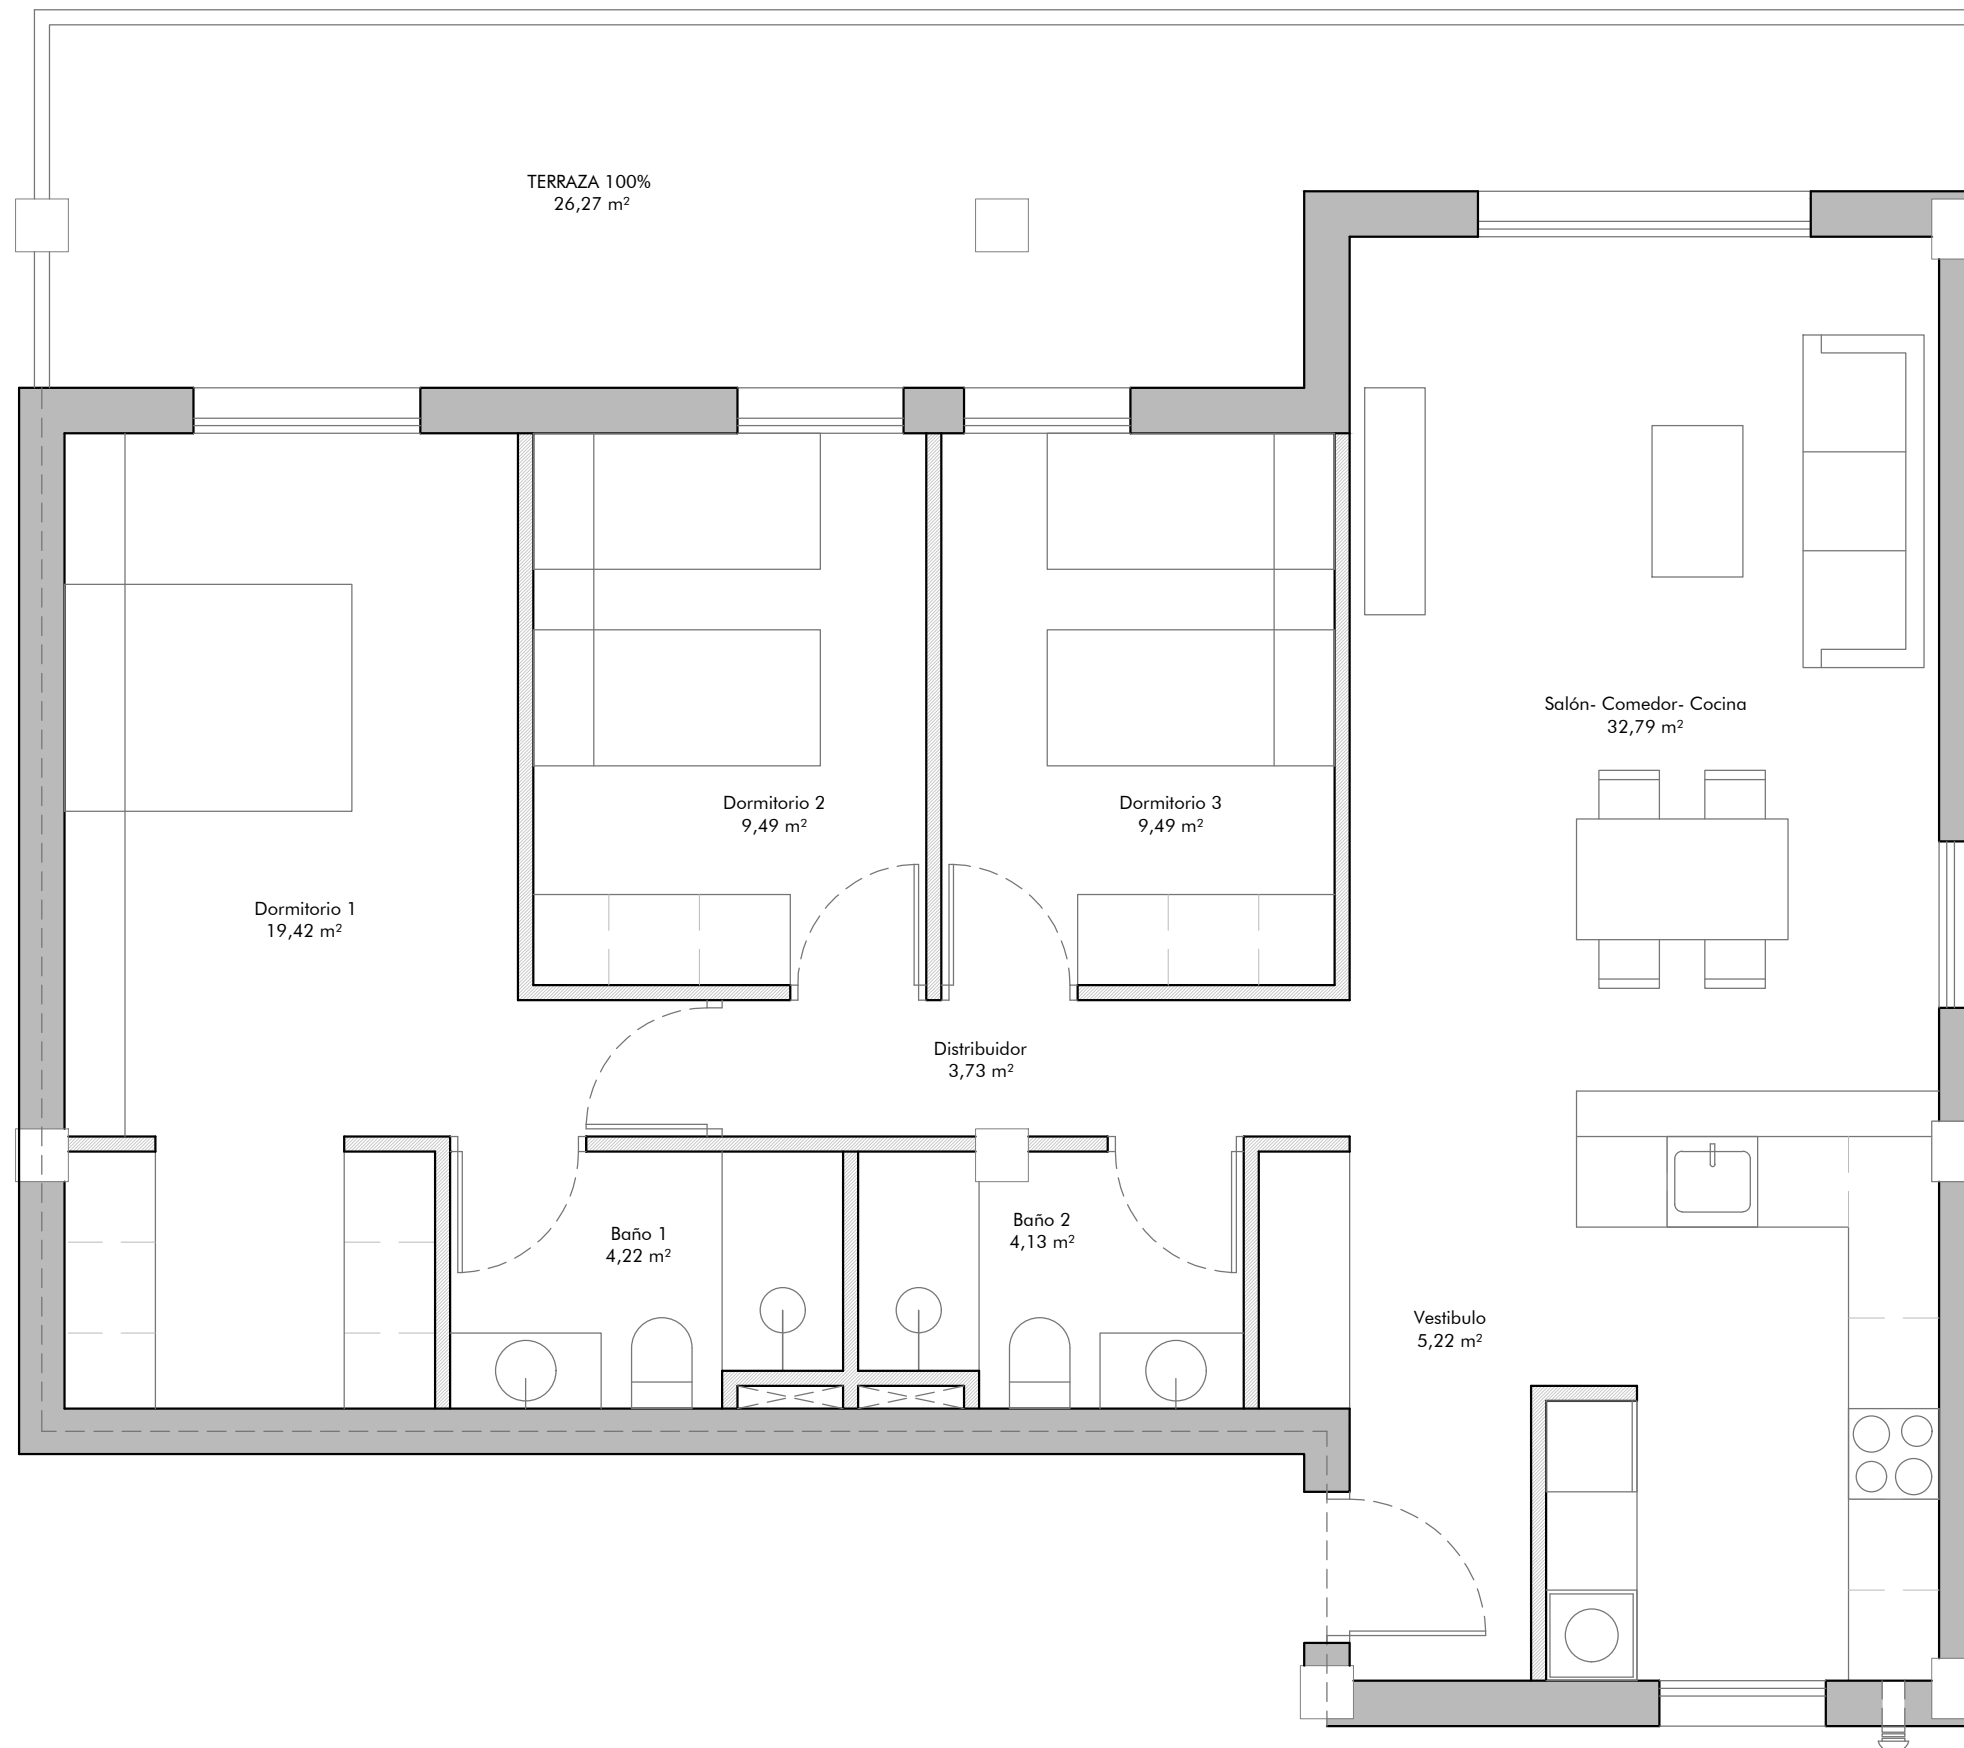 TERRAZA 100%
26,27 m²
Salón- Comedor- Cocina
32,79 m²
Dormitorio 2
9,49 m²
Dormitorio 3
9,49 m²
Dormitorio 1
19,42 m²
Distribuidor
3,73 m²
Baño 1
4,22 m²
Baño 2
4,13 m²
Vestibulo
5,22 m²